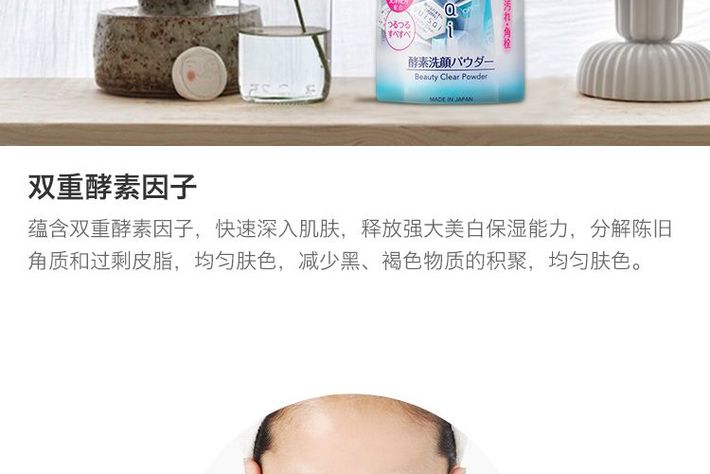 汚れ・角栓
つるつる
すべすべ
a
i
酵素洗顔パウダー
Beauty Clear Powder
MADE IN JAPAN
双重酵素因子
蕴含双重酵素因子，快速深入肌肤，释放强大美白保湿能力，分解陈旧
角质和过剩皮脂，均匀肤色，减少黑、褐色物质的积聚，均匀肤色。